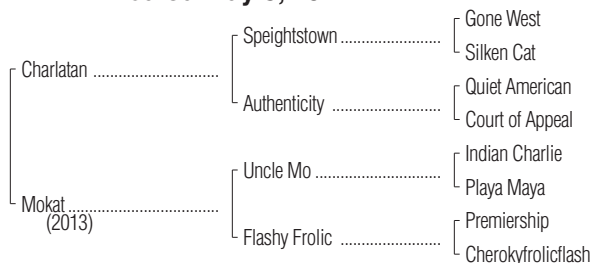 Gone West
Speightstown
Silken Cat
Charlatan
Quiet American
Authenticity
Court of Appeal
Indian Charlie
Uncle Mo
Playa Maya
Mokat
(2013)
Premiership
Flashy Frolic
Cherokyfrolicflash